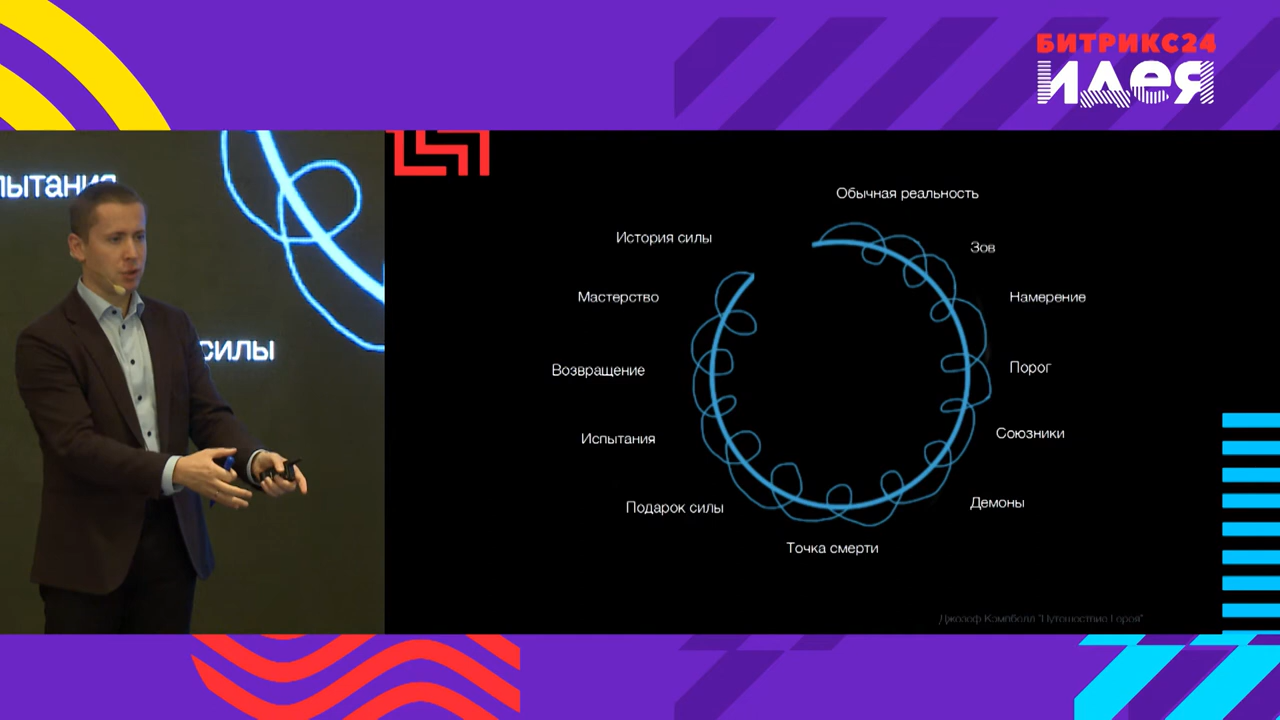 БИТРИКС24
ИДЕЯ
пытания
силы
Обычная реальность
Зов
Намерение
Порог
Союзники
Демоны
Точка смерти
Подарок силы
Испытания
Возвращение
Мастерство
История силы
Джозеф Кэмпбелл "Путешествие Героя"